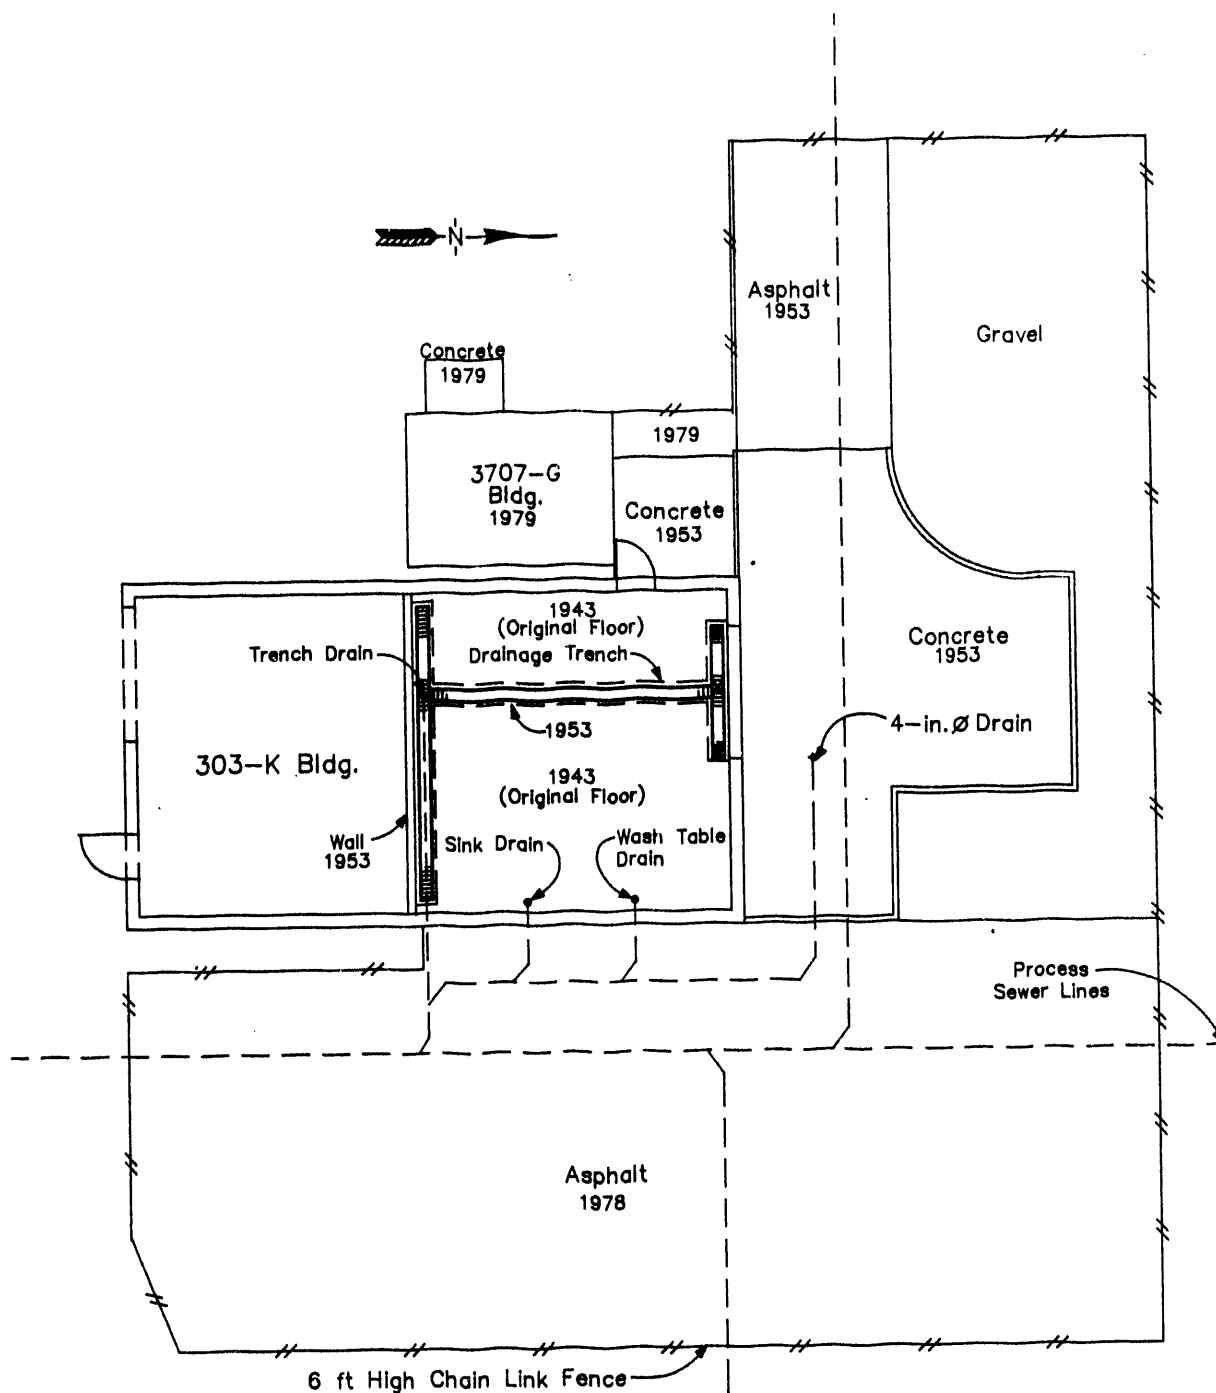 N
Asphalt
1953
Gravel
Concrete
1979
1979
3707-G
Bldg.
1979
Concrete
1953
1943
(Original Floor)
Drainage Trench
Trench Drain
Concrete
1953
4-in.Ø Drain
1953
303-K Bldg.
1943
(Original Floor)
Wall
1953
Sink Drain
Wash Table
Drain
Process
Sewer Lines
Asphalt
1978
6 ft High Chain Link Fence